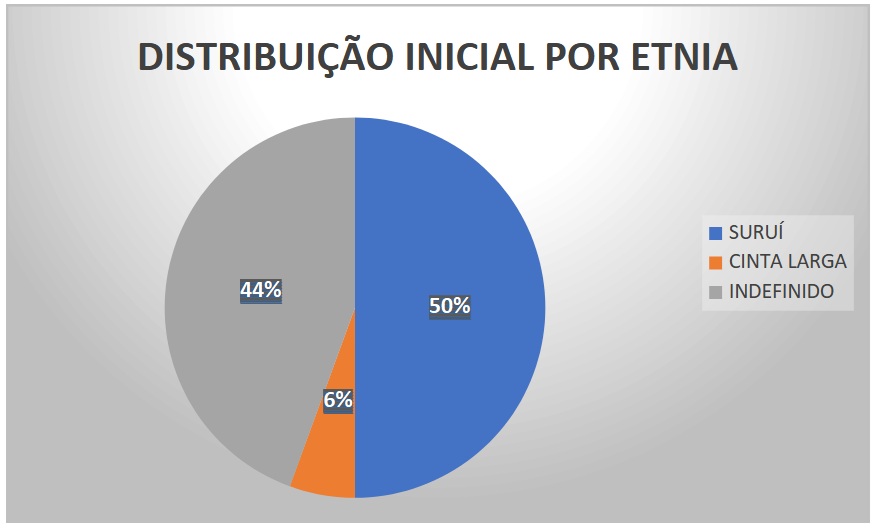 DISTRIBUIÇÃO INICIAL POR ETNIA
44%
50%
6%
SURUÍ
CINTA LARGA
INDEFINIDO